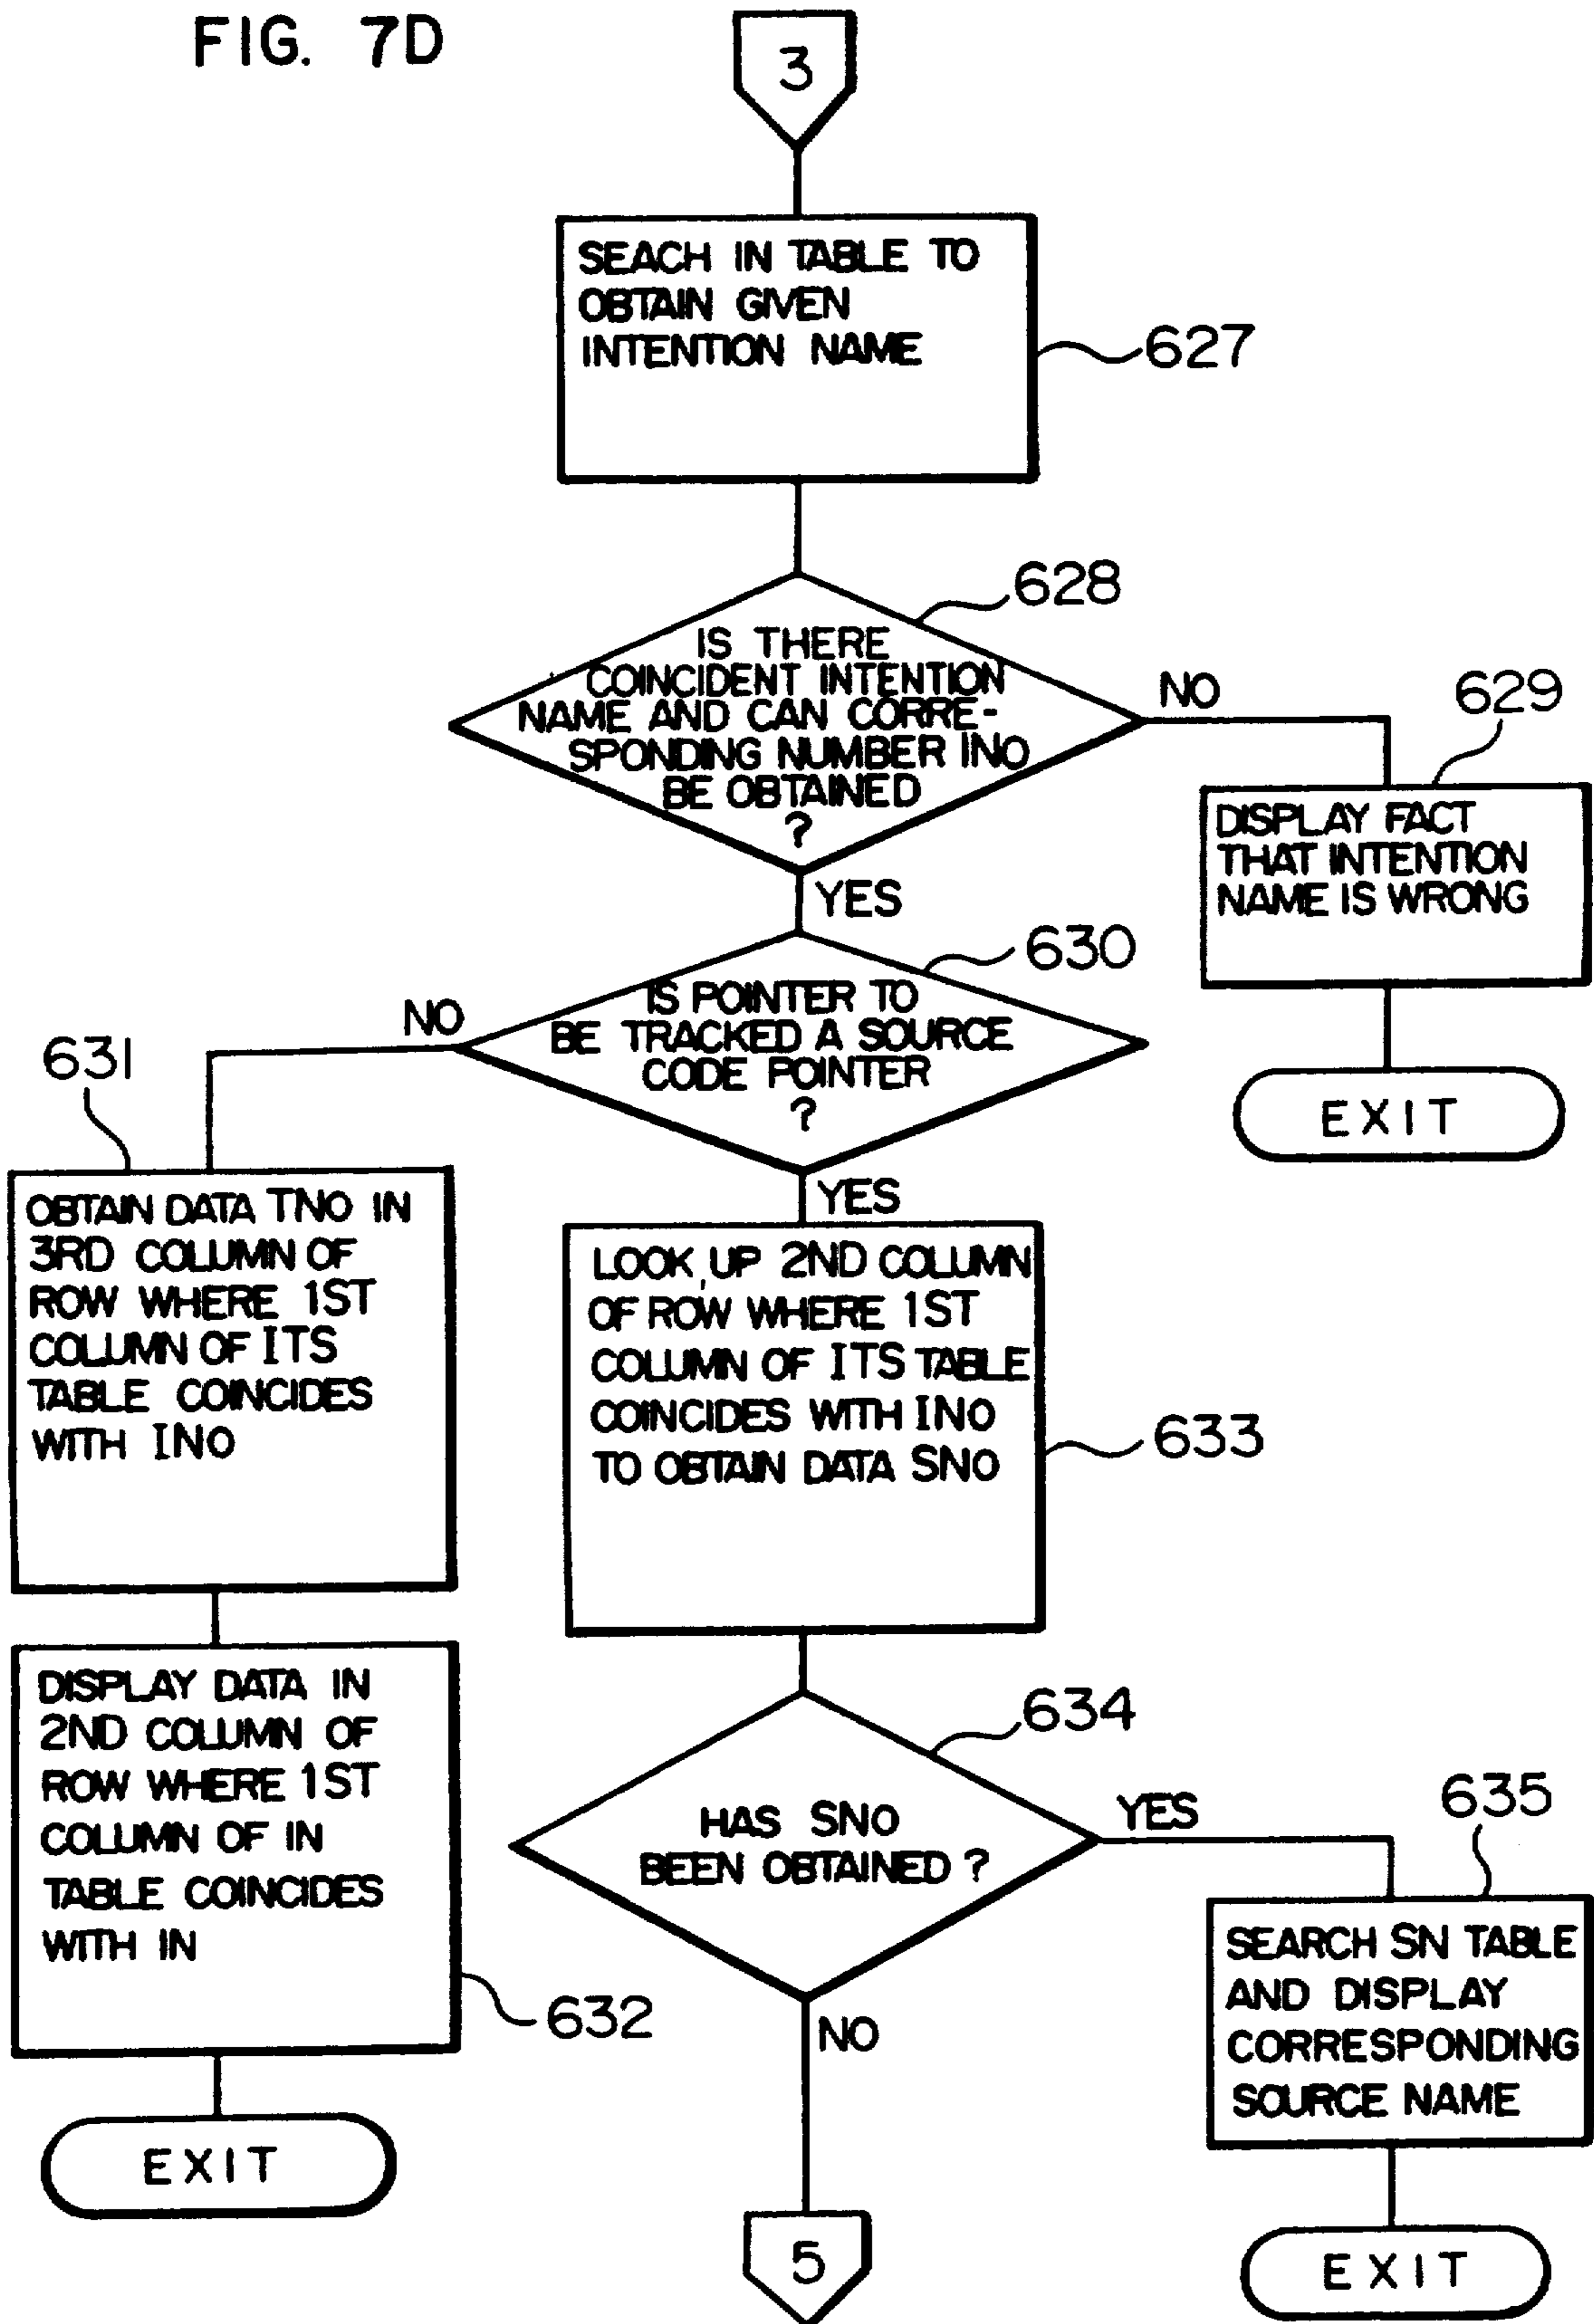 FIG. 7D
3
SEACH IN TABLE TO
OBTAIN GIVEN
INTENTION NAME
627
628
IS THERE
COINCIDENT INTENTION
NAME AND CAN CORRE-
SPONDING NUMBER INO
BE OBTAINED
?
NO
629
DISPLAY FACT
THAT INTENTION
NAME IS WRONG
EXIT
YES
630
IS POINTER TO
BE TRACKED A SOURCE
CODE POINTER
?
NO
631
OBTAIN DATA TNO IN
3RD COLUMN OF
ROW WHERE 1ST
COLUMN OF ITS
TABLE COINCIDES
WITH INO
YES
LOOK UP 2ND COLUMN
OF ROW WHERE 1ST
COLUMN OF ITS TABLE
COINCIDES WITH INO
TO OBTAIN DATA SNO
633
DISPLAY DATA IN
2ND COLUMN OF
ROW WHERE 1ST
COLUMN OF IN
TABLE COINCIDES
WITH IN
632
EXIT
634
HAS SNO
BEEN OBTAINED ?
YES
635
SEARCH SN TABLE
AND DISPLAY
CORRESPONDING
SOURCE NAME
EXIT
NO
5